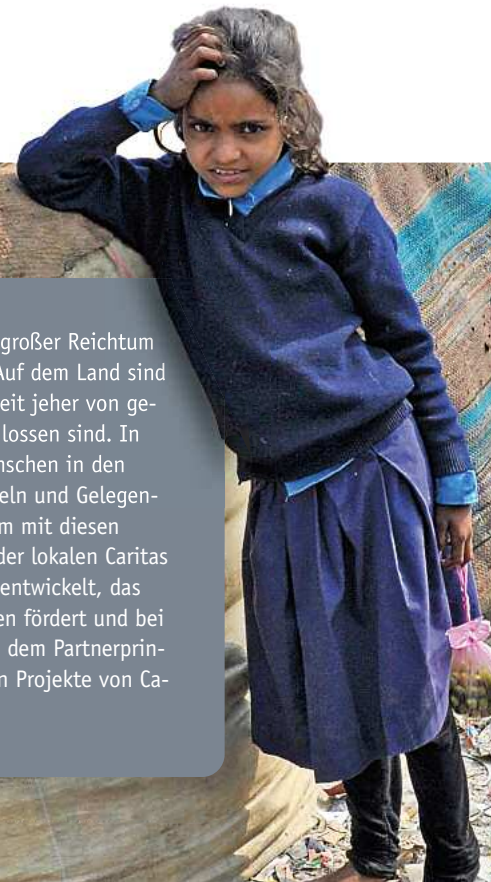 großer Reichtum
Auf dem Land sind
eit jeher von ge-
lossen sind. In
nschen in den
eln und Gelegen-
m mit diesen
der lokalen Caritas
entwickelt, das
en fördert und bei
dem Partnerprin-
n Projekte von Ca-